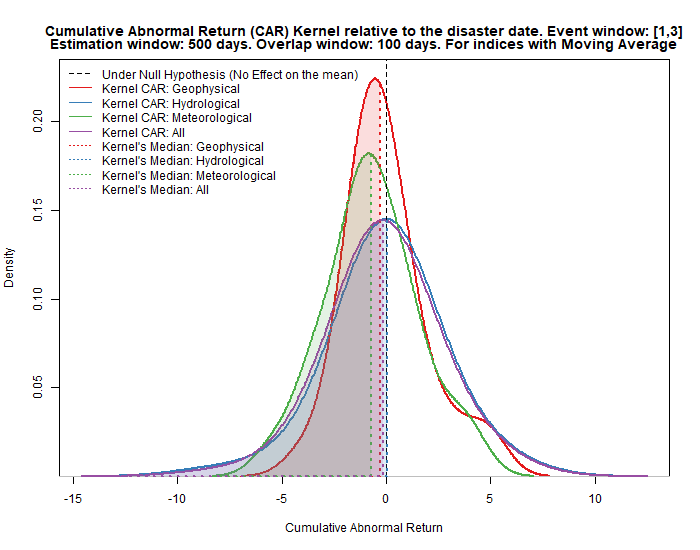 Cumulative Abnormal Return (CAR) Kernel relative to the disaster date. Event window: [1,3]
Estimation window: 500 days. Overlap window: 100 days. For indices with Moving Average
Under Null Hypothesis (No Effect on the mean)
Kernel CAR: Geophysical
Kernel CAR: Hydrological
Kernel CAR: Meteorological
Kernel CAR: All
Kernel's Median: Geophysical
Kernel's Median: Hydrological
Kernel's Median: Meteorological
Kernel's Median: All
Density
0.20
0.15
0.10
0.05
-15 -10 -5 0 5 10
Cumulative Abnormal Return